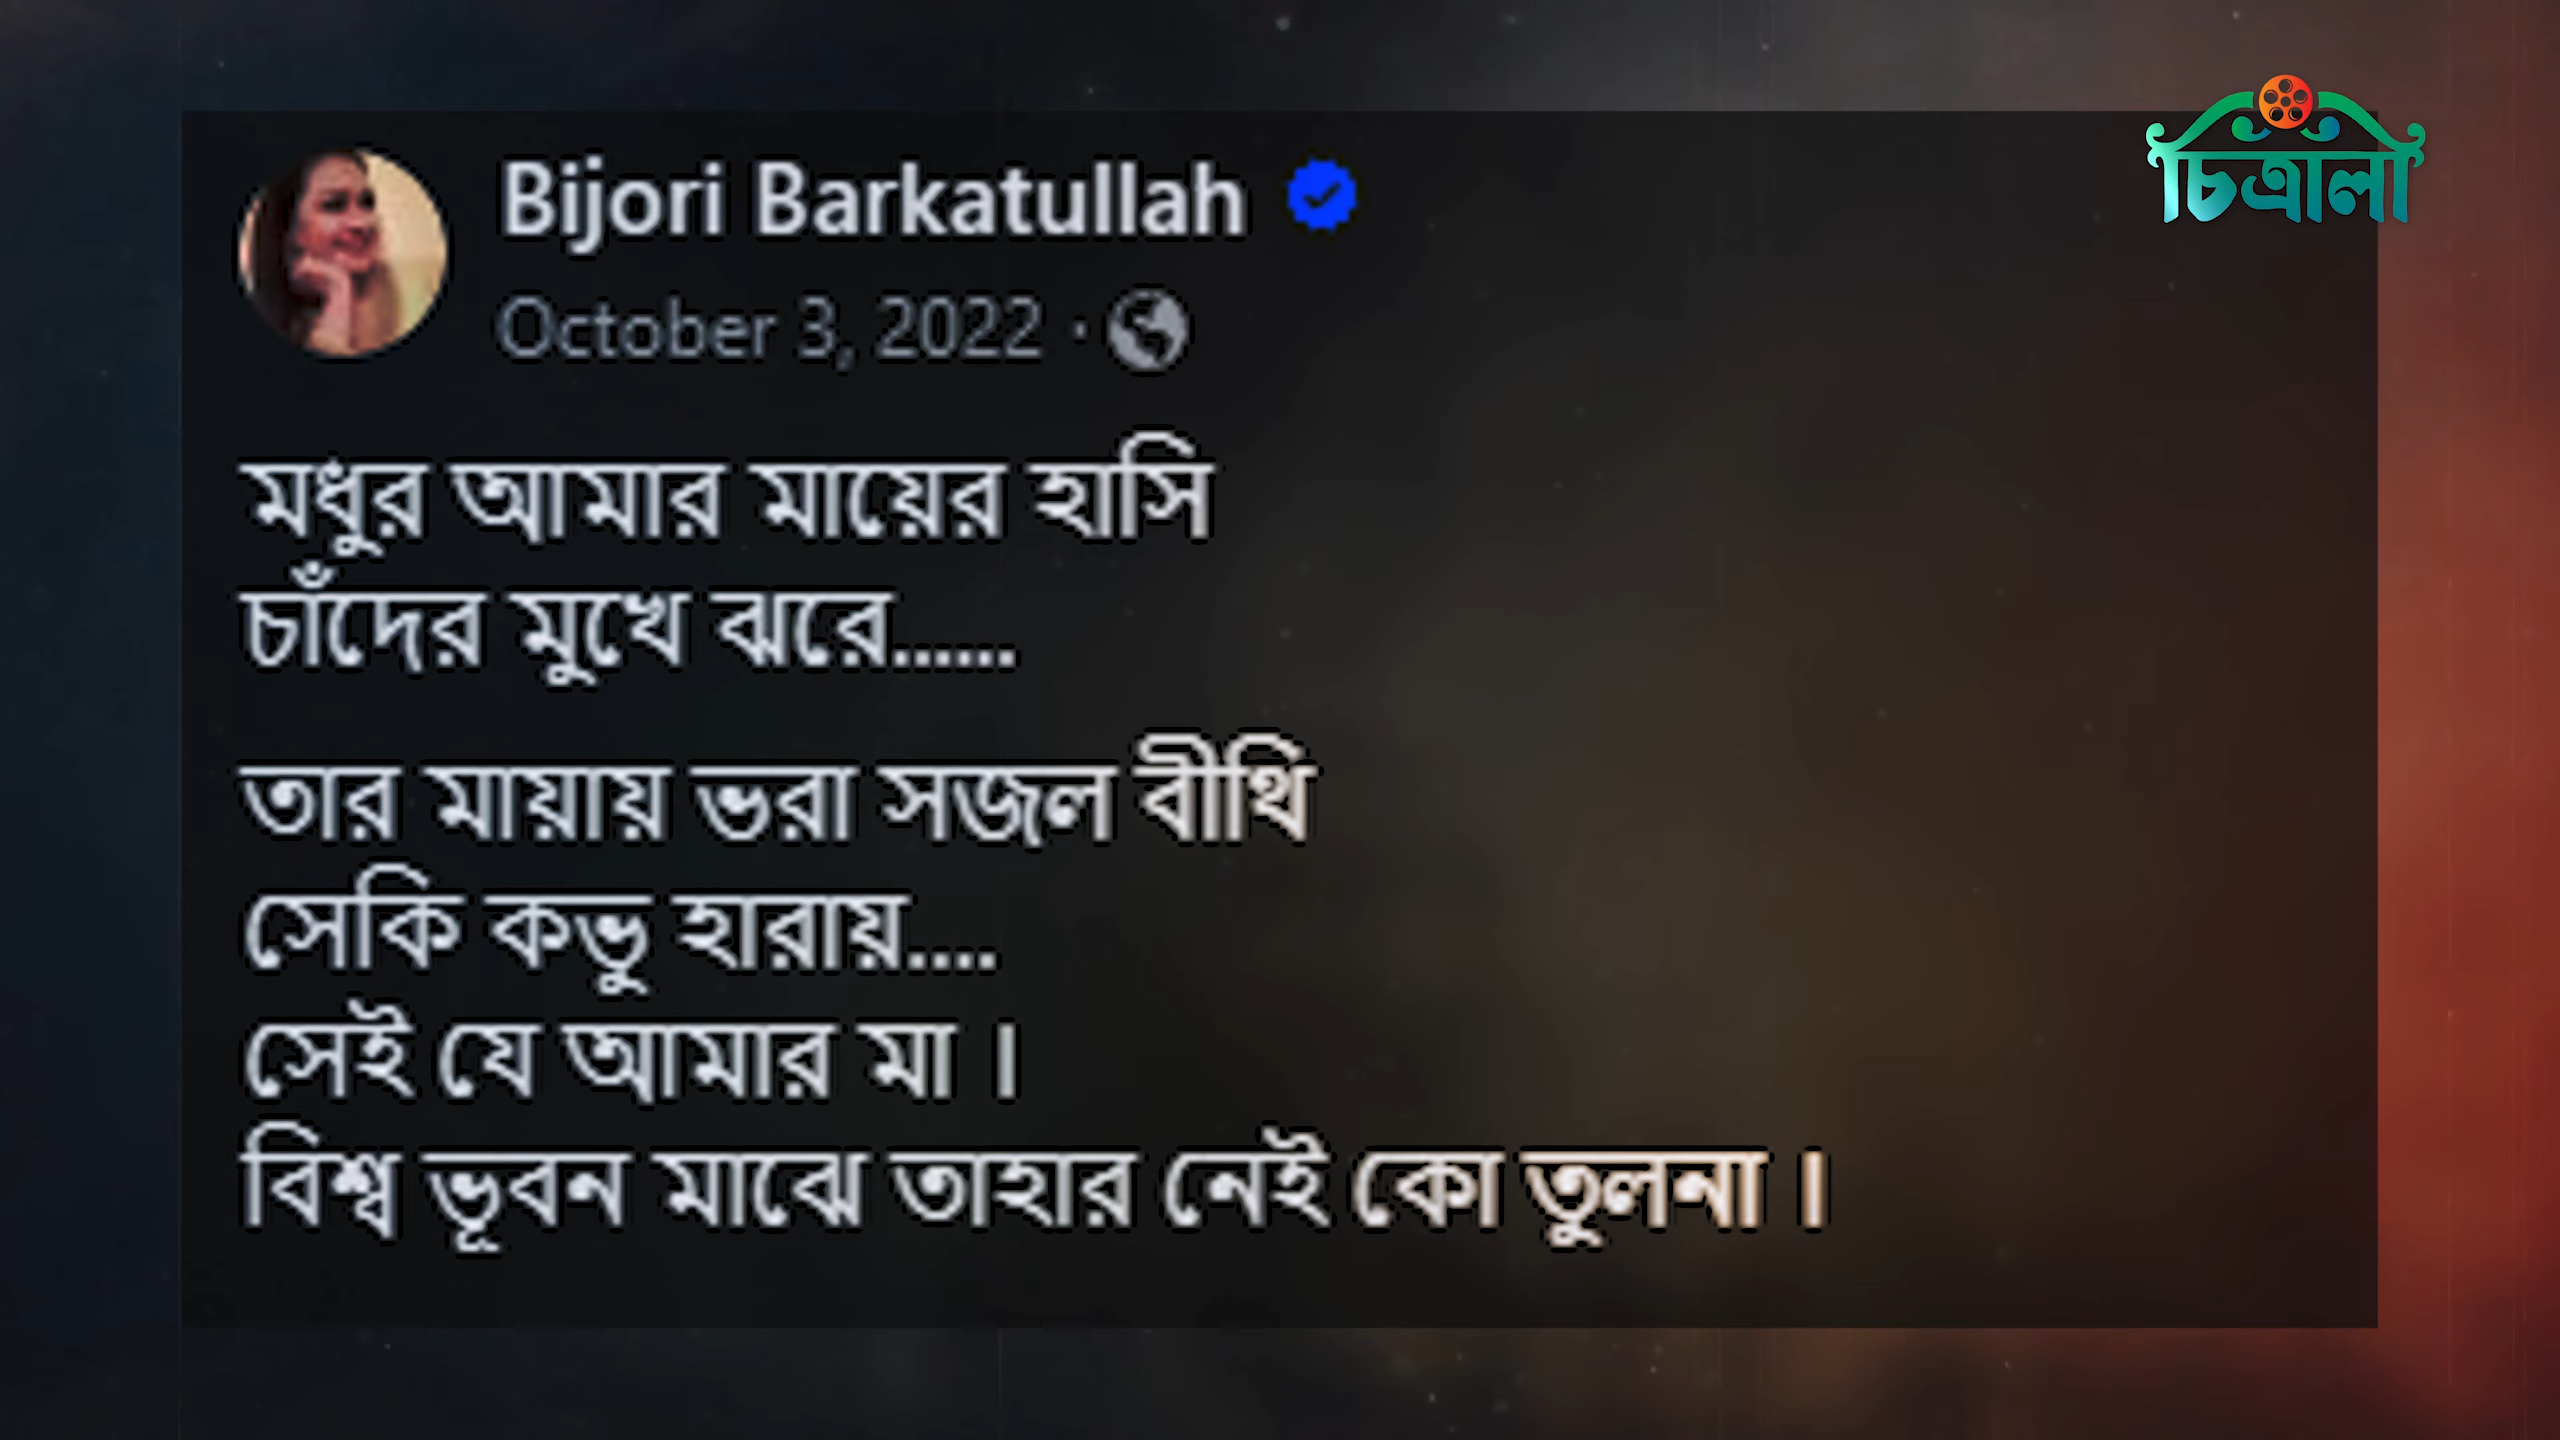 চিত্রালী
Bijori Barkatullah
October 3, 2022 ·
মধুর আমার মায়ের হাসি
চাঁদের মুখে ঝরে......
তার মায়ায় ভরা সজল বীথি
সেকি কভু হারায়....
সেই যে আমার মা ।
বিশ্ব ভূবন মাঝে তাহার নেই কো তুলনা ।